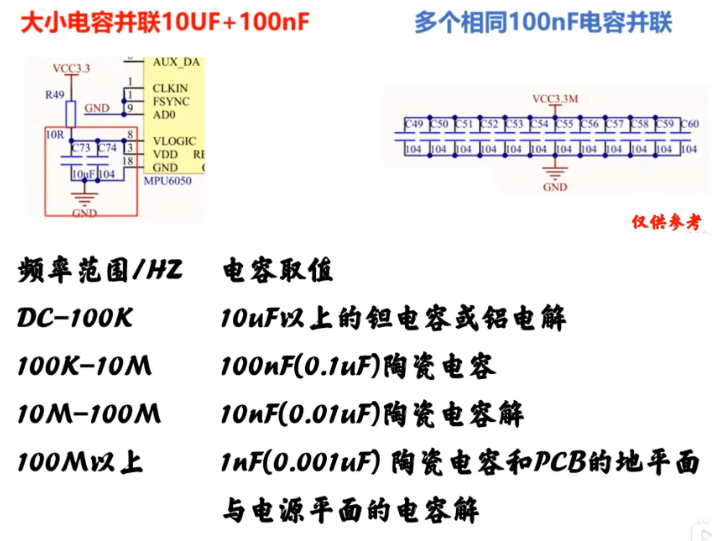 大小电容并联10UF+100nF
多个相同100nF电容并联
VCC3.3
AUX_DA
R49
GND
1
CLKIN
1
FSYNC
9
AD0
10R
C73
C74
8
VLOGIC
3
VDD
RE
18
GND
10uF
104
MPU6050
GND
VCC3.3M
C49 C50 C51 C52 C53 C54 C55 C56 C57 C58 C59 C60
104 104 104 104 104 104 104 104 104 104 104 104
GND
仅供参考
频率范围/HZ 电容取值
DC-100K 10uF以上的钽电容或铝电解
100K-10M 100nF(0.1uF)陶瓷电容
10M-100M 10nF(0.01uF)陶瓷电容解
100M以上 1nF(0.001uF) 陶瓷电容和PCB的地平面
与电源平面的电容解